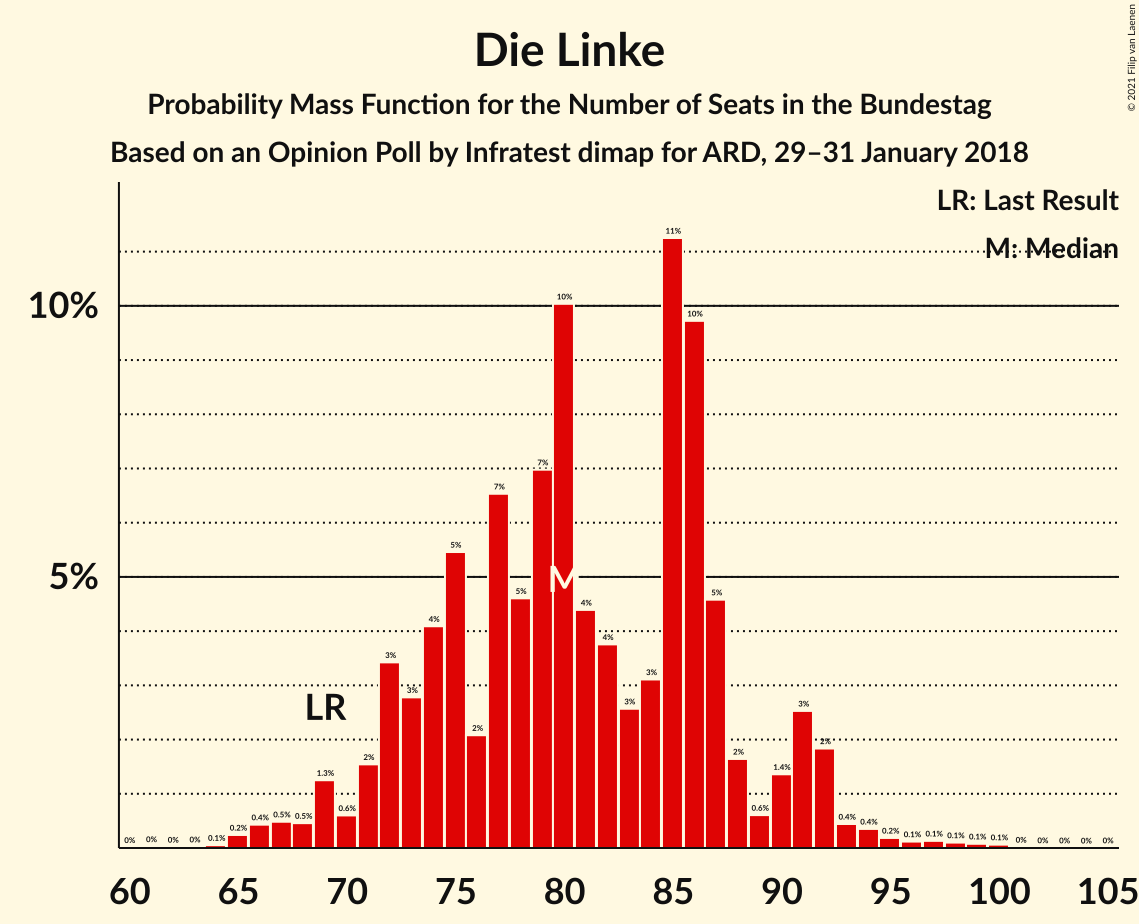 © 2021 Filip van Laenen
Die Linke
Probability Mass Function for the Number of Seats in the Bundestag
Based on an Opinion Poll by Infratest dimap for ARD, 29–31 January 2018
LR: Last Result
M: Median
10%
5%
LR
M
0% 0% 0% 0% 0.1% 0.2% 0.4% 0.5% 0.5% 1.3% 0.6% 2% 3% 3% 4% 5% 2% 7% 5% 7% 10% 4% 4% 3% 3% 11% 10% 5% 2% 0.6% 1.4% 3% 2% 0.4% 0.4% 0.2% 0.1% 0.1% 0.1% 0.1% 0.1% 0% 0% 0% 0% 0%
60 65 70 75 80 85 90 95 100 105